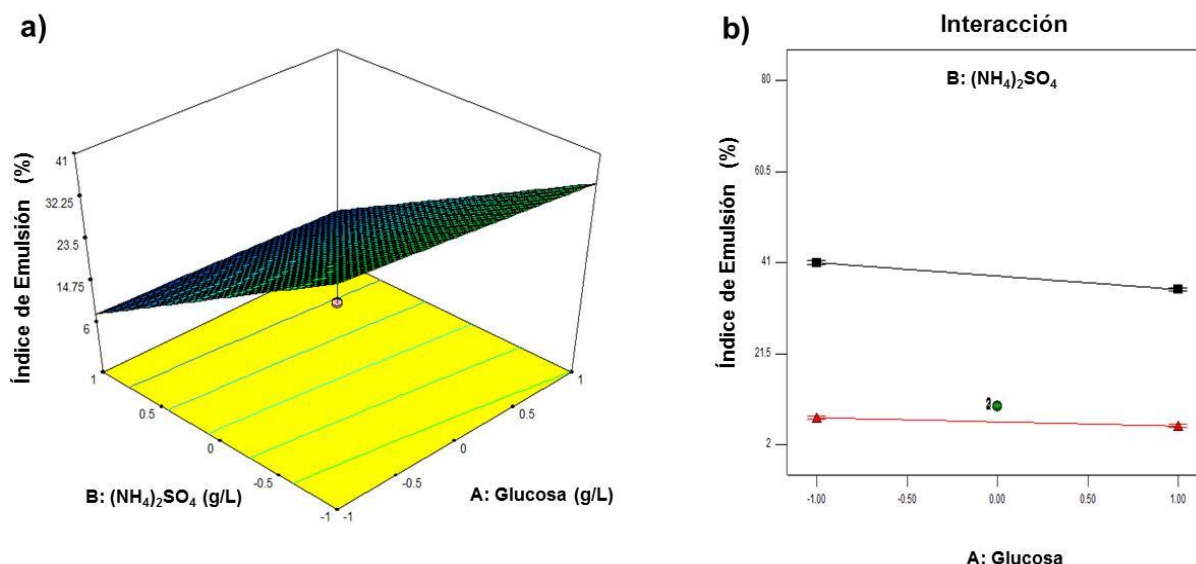 a)
Índice de Emulsión (%)
41
32.25
23.5
14.75
6
1
0.5
0
-0.5
-1
-1
-0.5
0
0.5
1
B: (NH₄)₂SO₄ (g/L)
A: Glucosa (g/L)
b)
Interacción
B: (NH₄)₂SO₄
Índice de Emulsión (%)
80
60.5
41
21.5
2
-1.00
-0.50
0.00
0.50
1.00
A: Glucosa